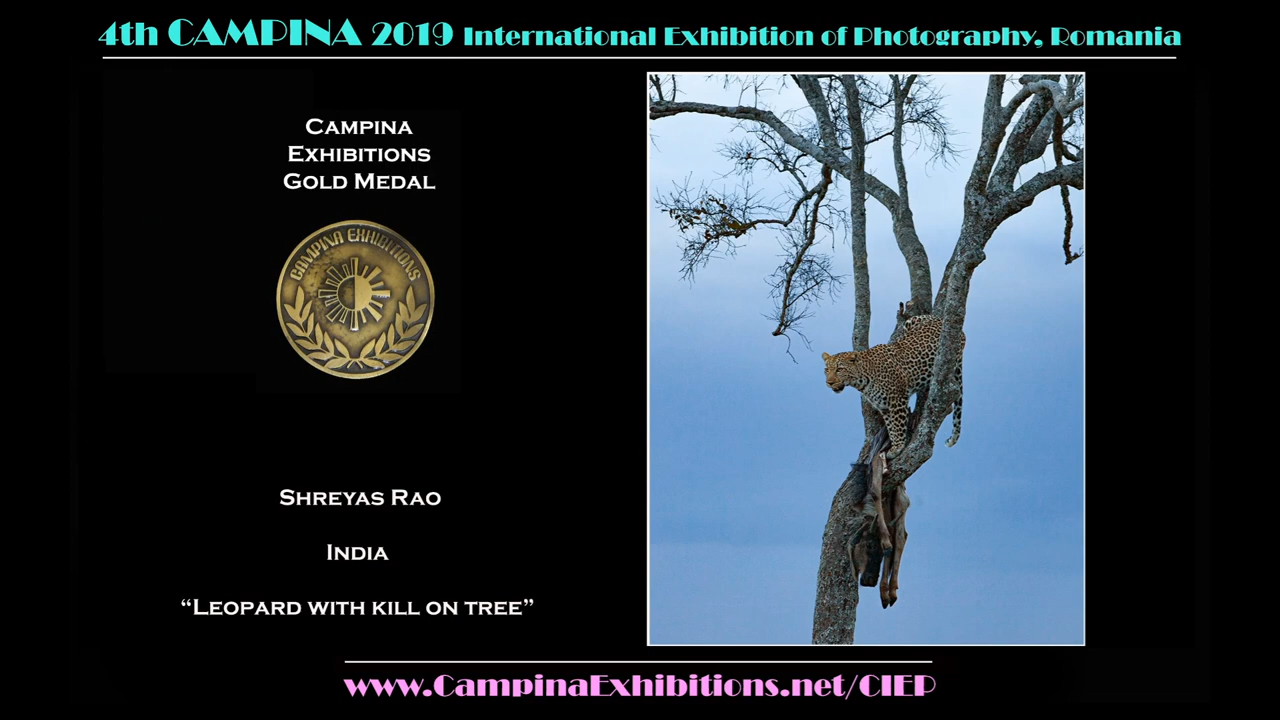 4th CAMPINA 2019 International Exhibition of Photography, Romania
Campina
Exhibitions
Gold Medal
CAMPINA EXHIBITIONS
Shreyas Rao
India
“Leopard with kill on tree”
www.CampinaExhibitions.net/CIEP